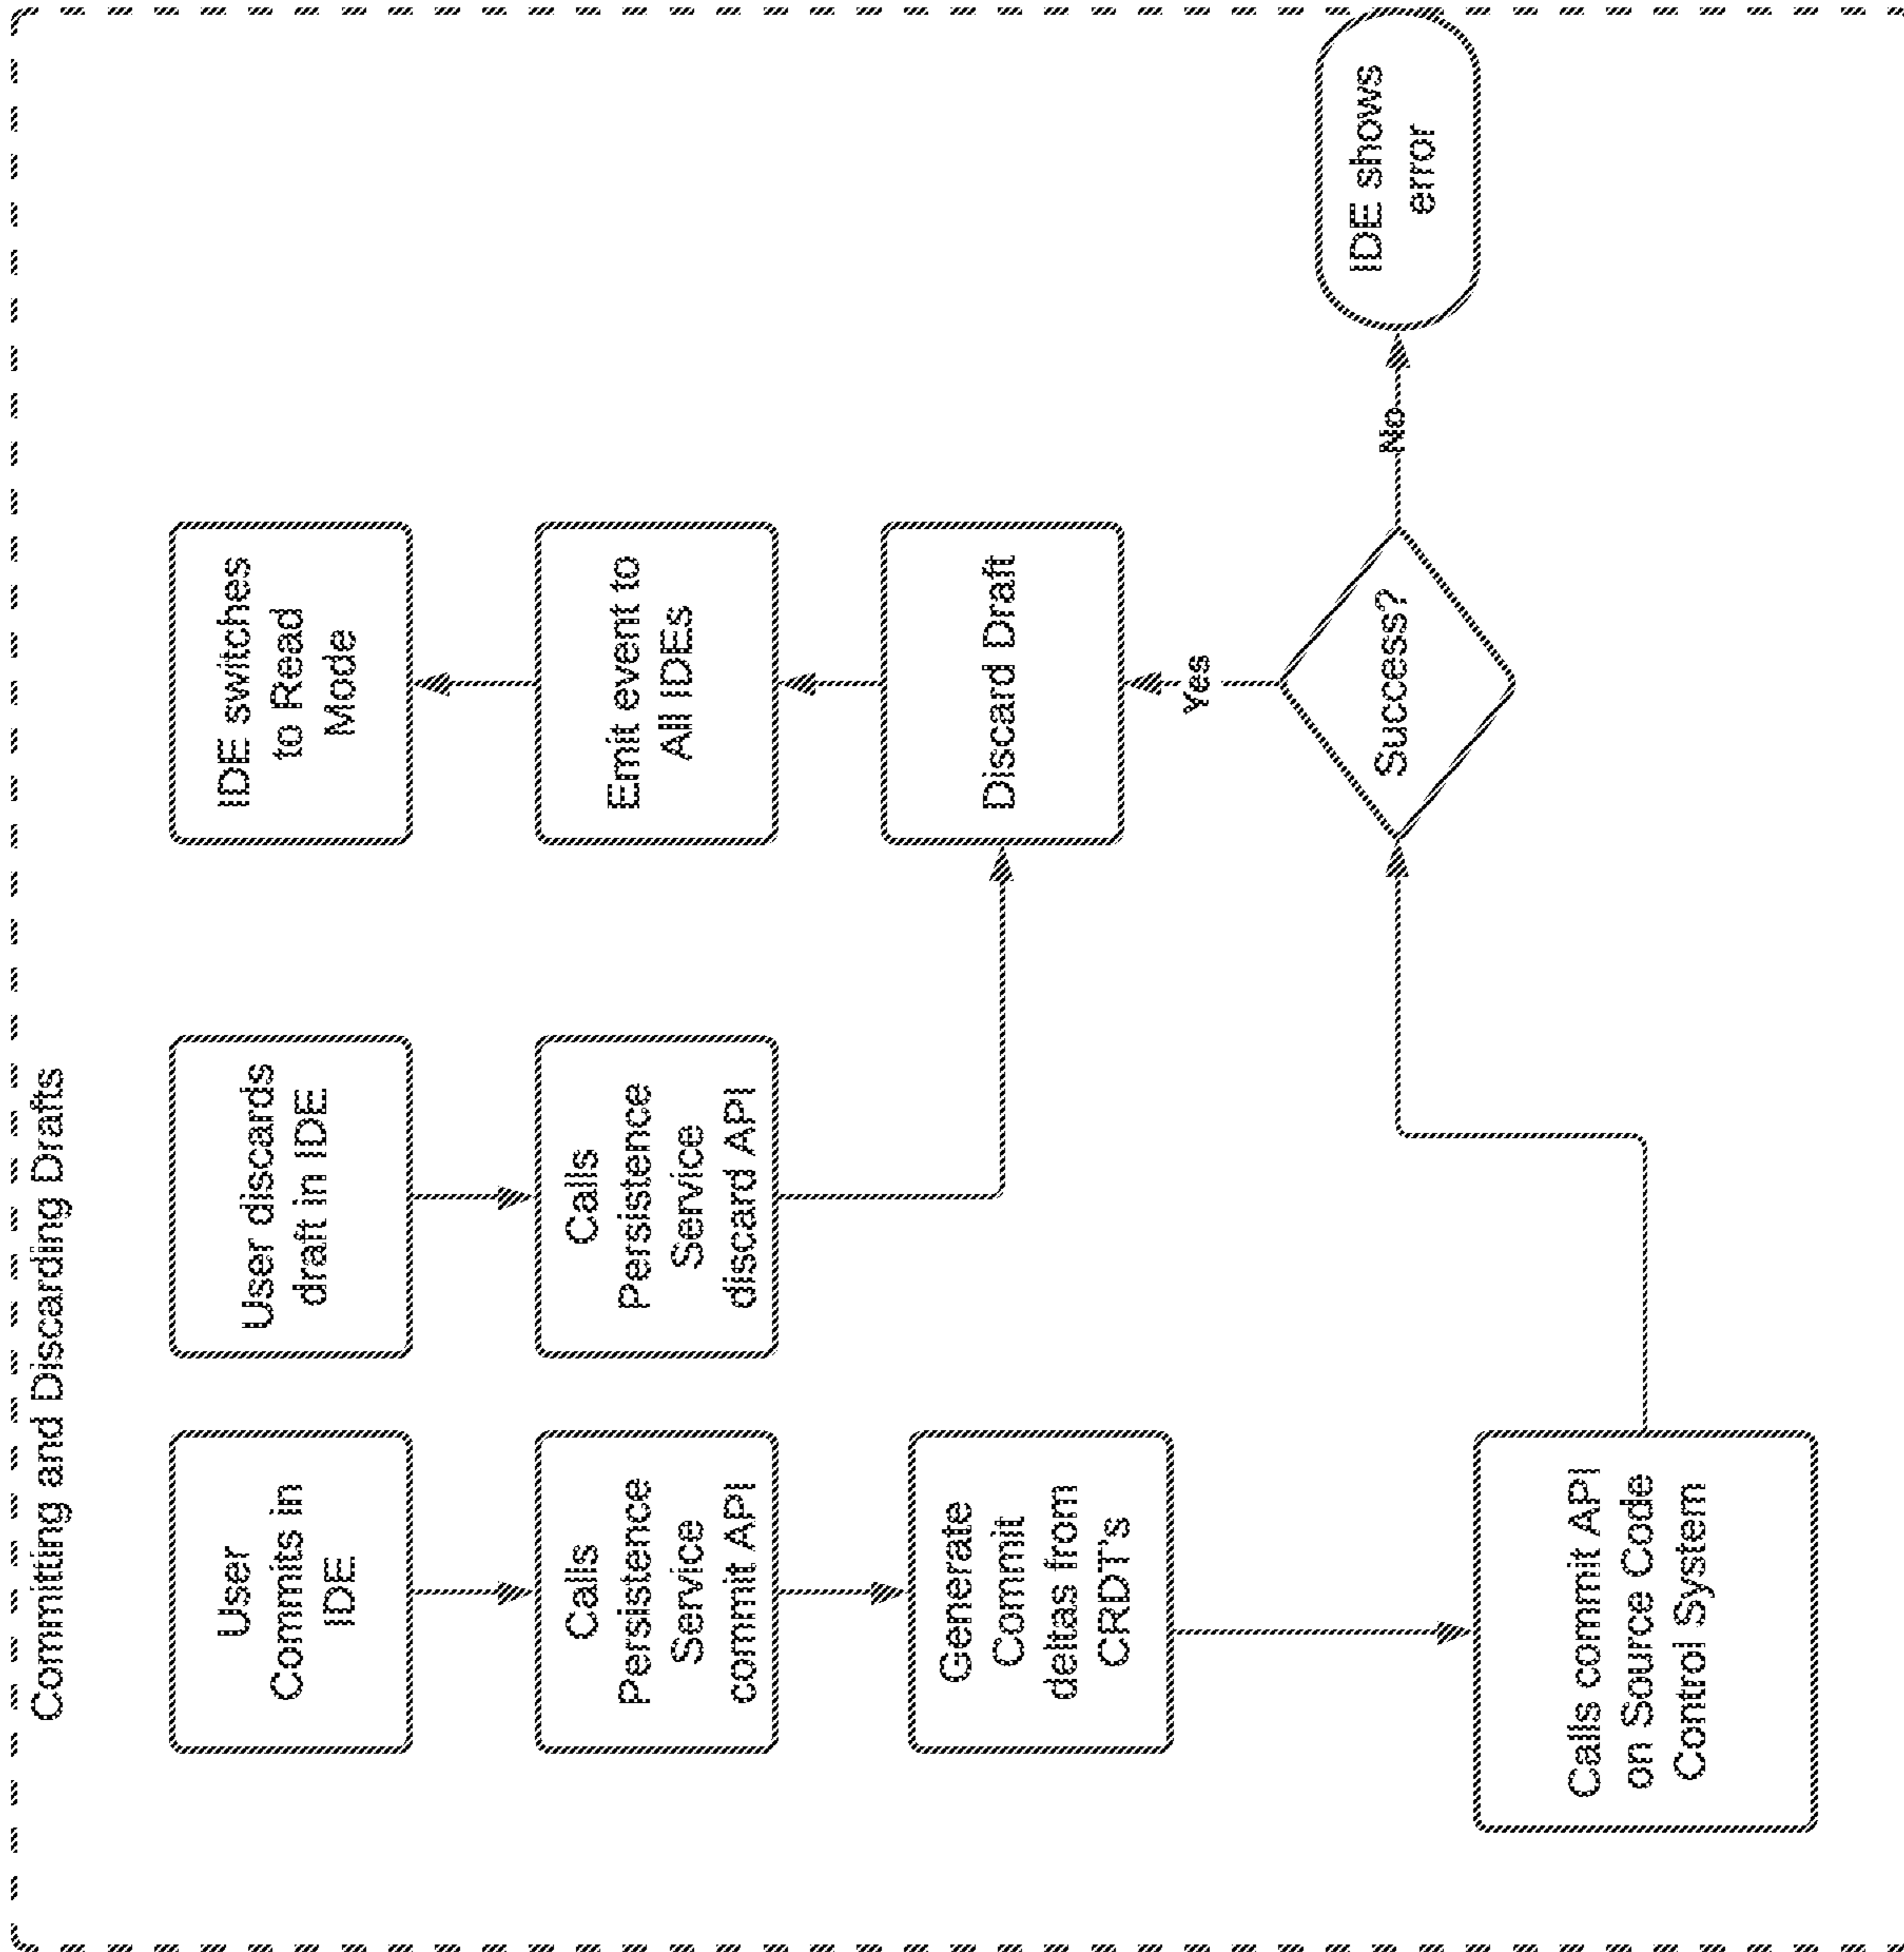 Committing and Discarding Drafts
User
Commits in
IDE
Calls
Persistence
Service
commit API
Generate
Commit
deltas from
CRDT's
Calls commit API
on Source Code
Control System
User discards
draft in IDE
Calls
Persistence
Service
discard API
IDE switches
to Read
Mode
Emit event to
All IDEs
Discard Draft
Yes
Success?
No
IDE shows
error